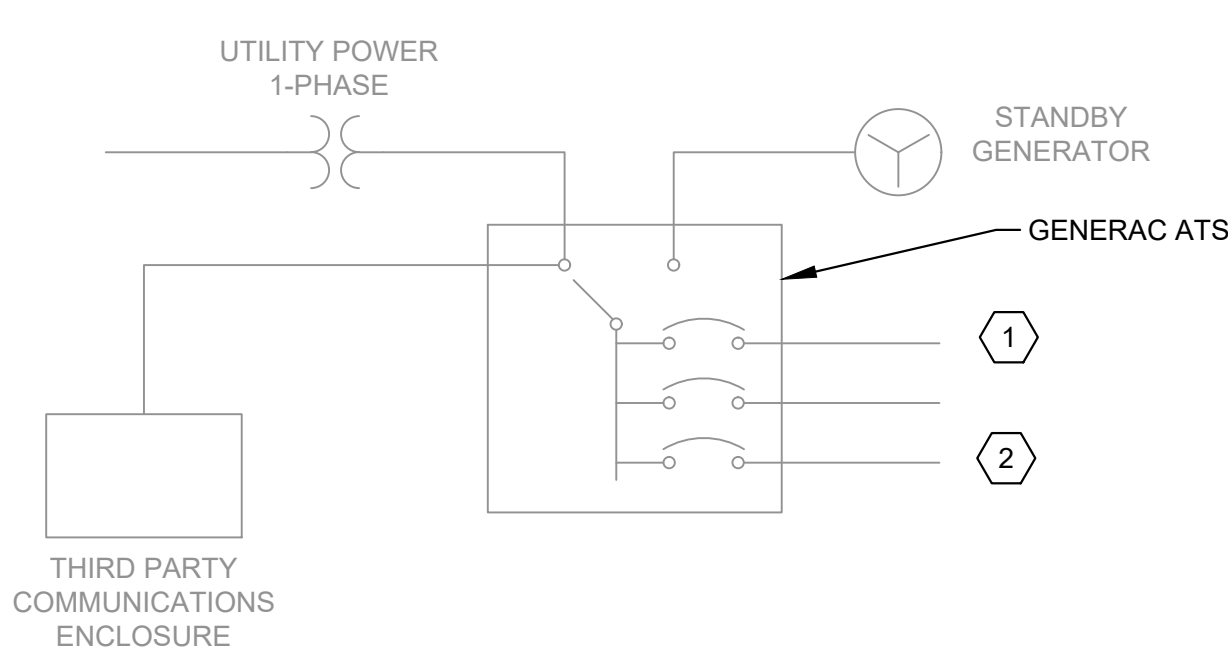 UTILITY POWER
1-PHASE
STANDBY
GENERATOR
GENERAC ATS
1
2
THIRD PARTY
COMMUNICATIONS
ENCLOSURE